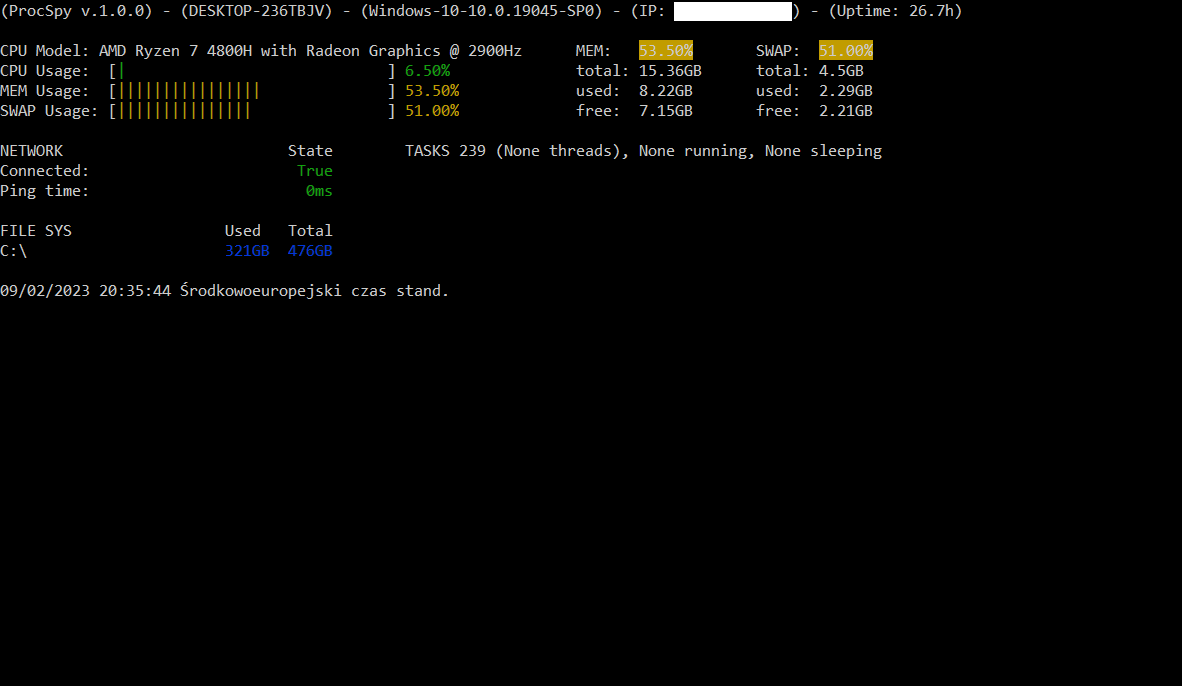 (ProcSpy v.1.0.0) - (DESKTOP-236TBJV) - (Windows-10-10.0.19045-SP0) - (IP: ) - (Uptime: 26.7h)
CPU Model: AMD Ryzen 7 4800H with Radeon Graphics @ 2900Hz MEM: 53.50% SWAP: 51.00%
CPU Usage: [| ] 6.50% total: 15.36GB total: 4.5GB
MEM Usage: [|||||||||||||||| ] 53.50% used: 8.22GB used: 2.29GB
SWAP Usage: [||||||||||||||| ] 51.00% free: 7.15GB free: 2.21GB
NETWORK State TASKS 239 (None threads), None running, None sleeping
Connected: True
Ping time: 0ms
FILE SYS Used Total
C:\ 321GB 476GB
09/02/2023 20:35:44 Środkowoeuropejski czas stand.